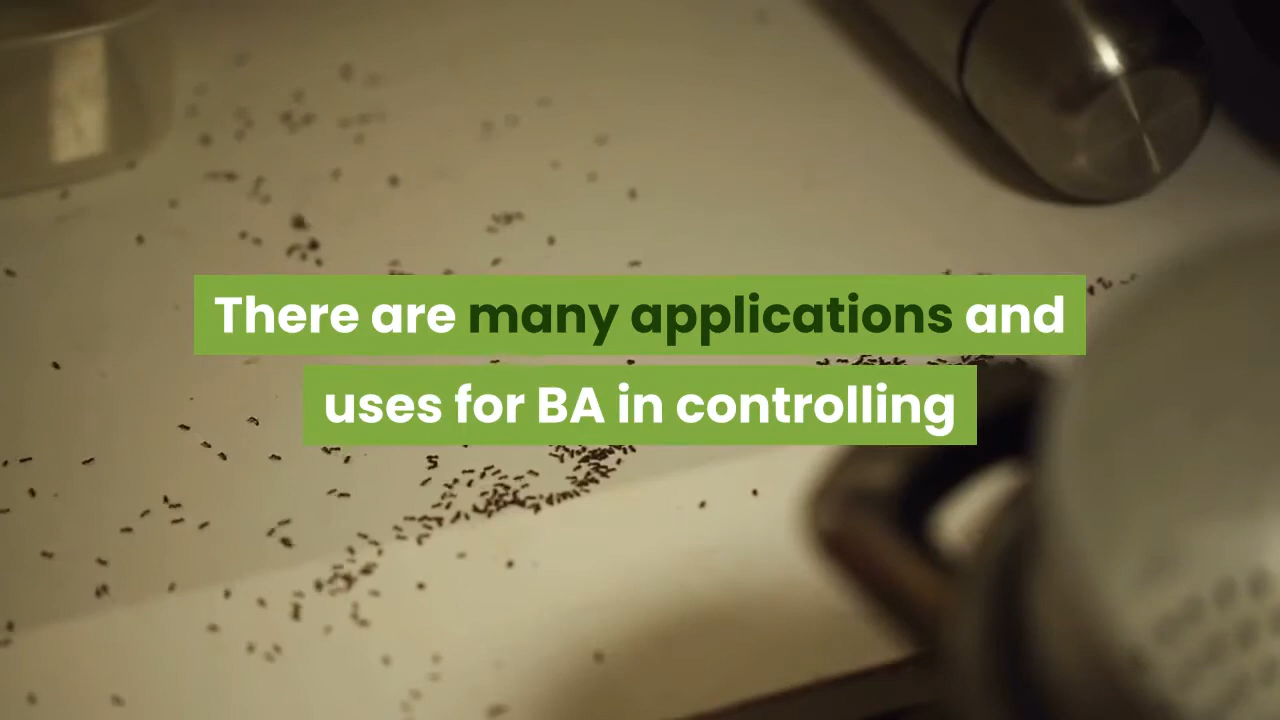 There are many applications and
uses for BA in controlling